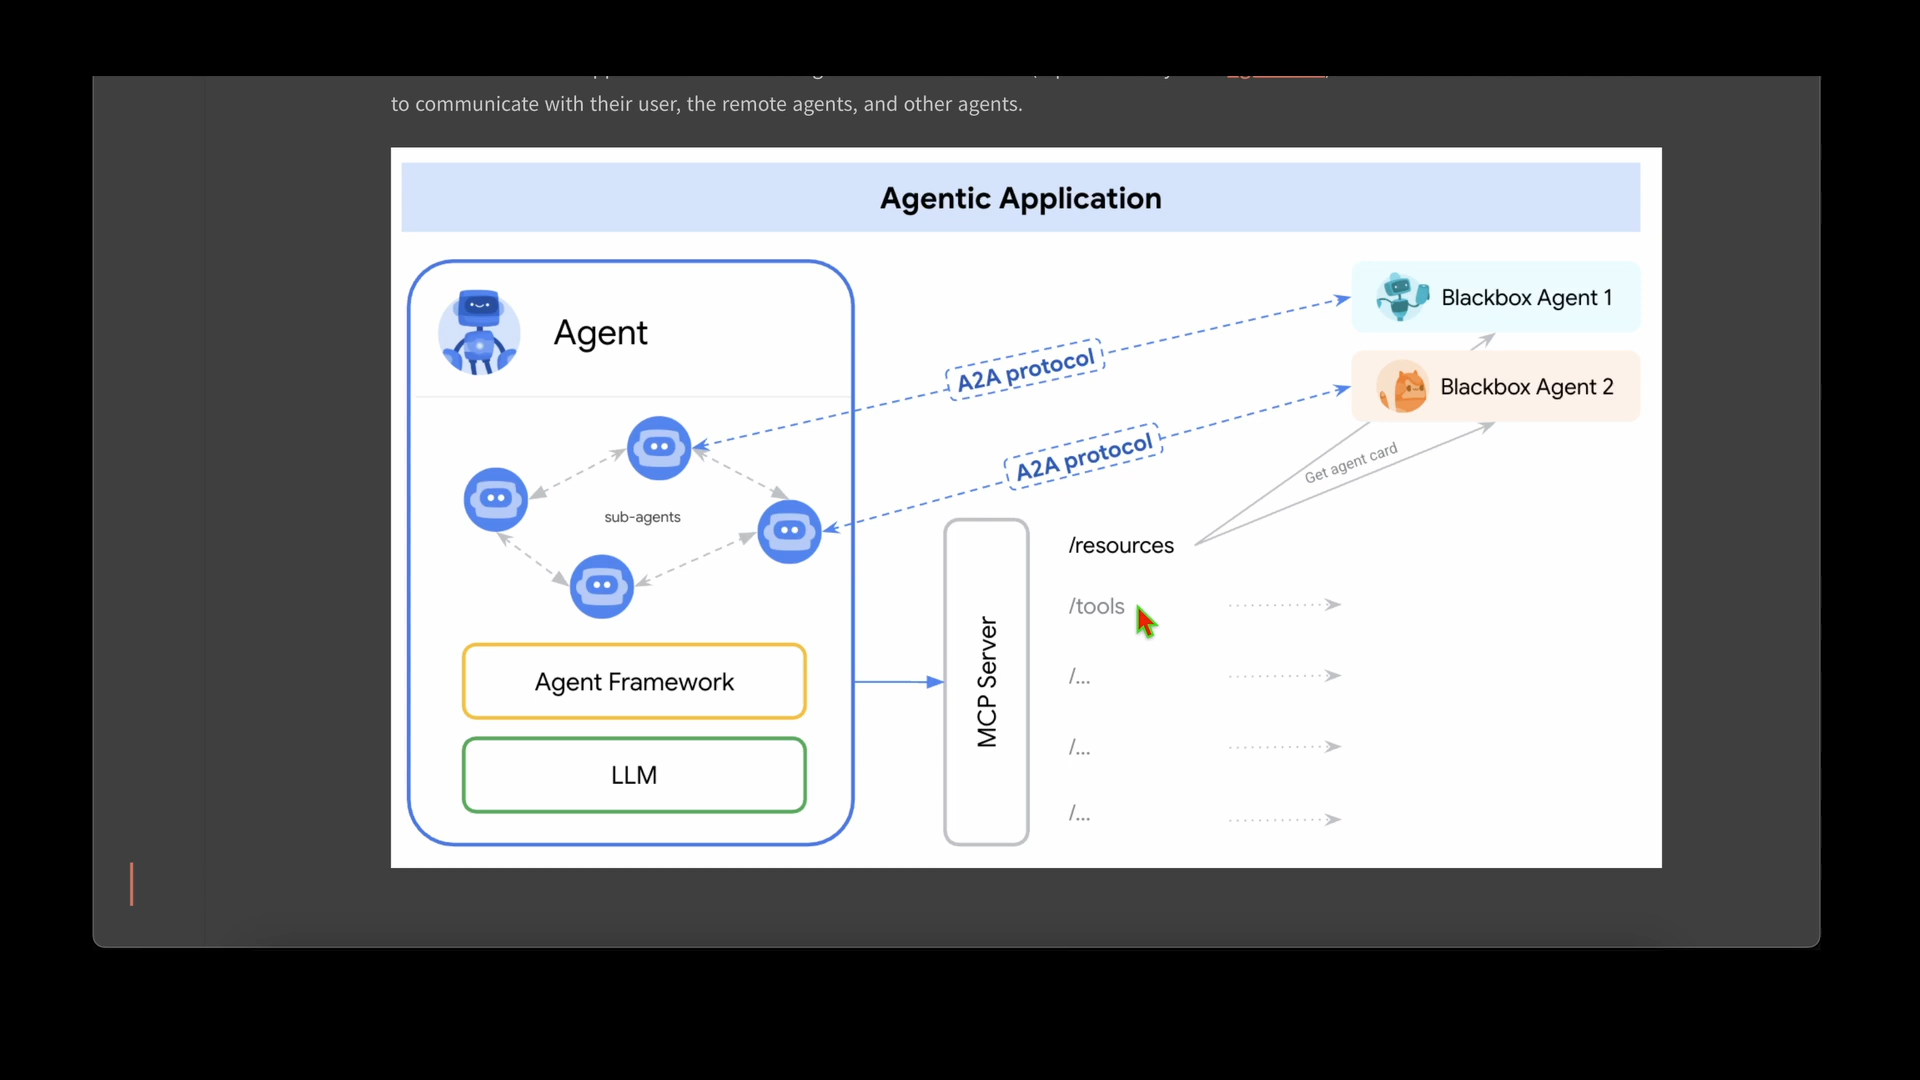 to communicate with their user, the remote agents, and other agents.
Agentic Application
Agent
Blackbox Agent 1
A2A protocol
Blackbox Agent 2
A2A protocol
Get agent card
sub-agents
/resources
/tools
Agent Framework
MCP Server
/...
/...
LLM
/...